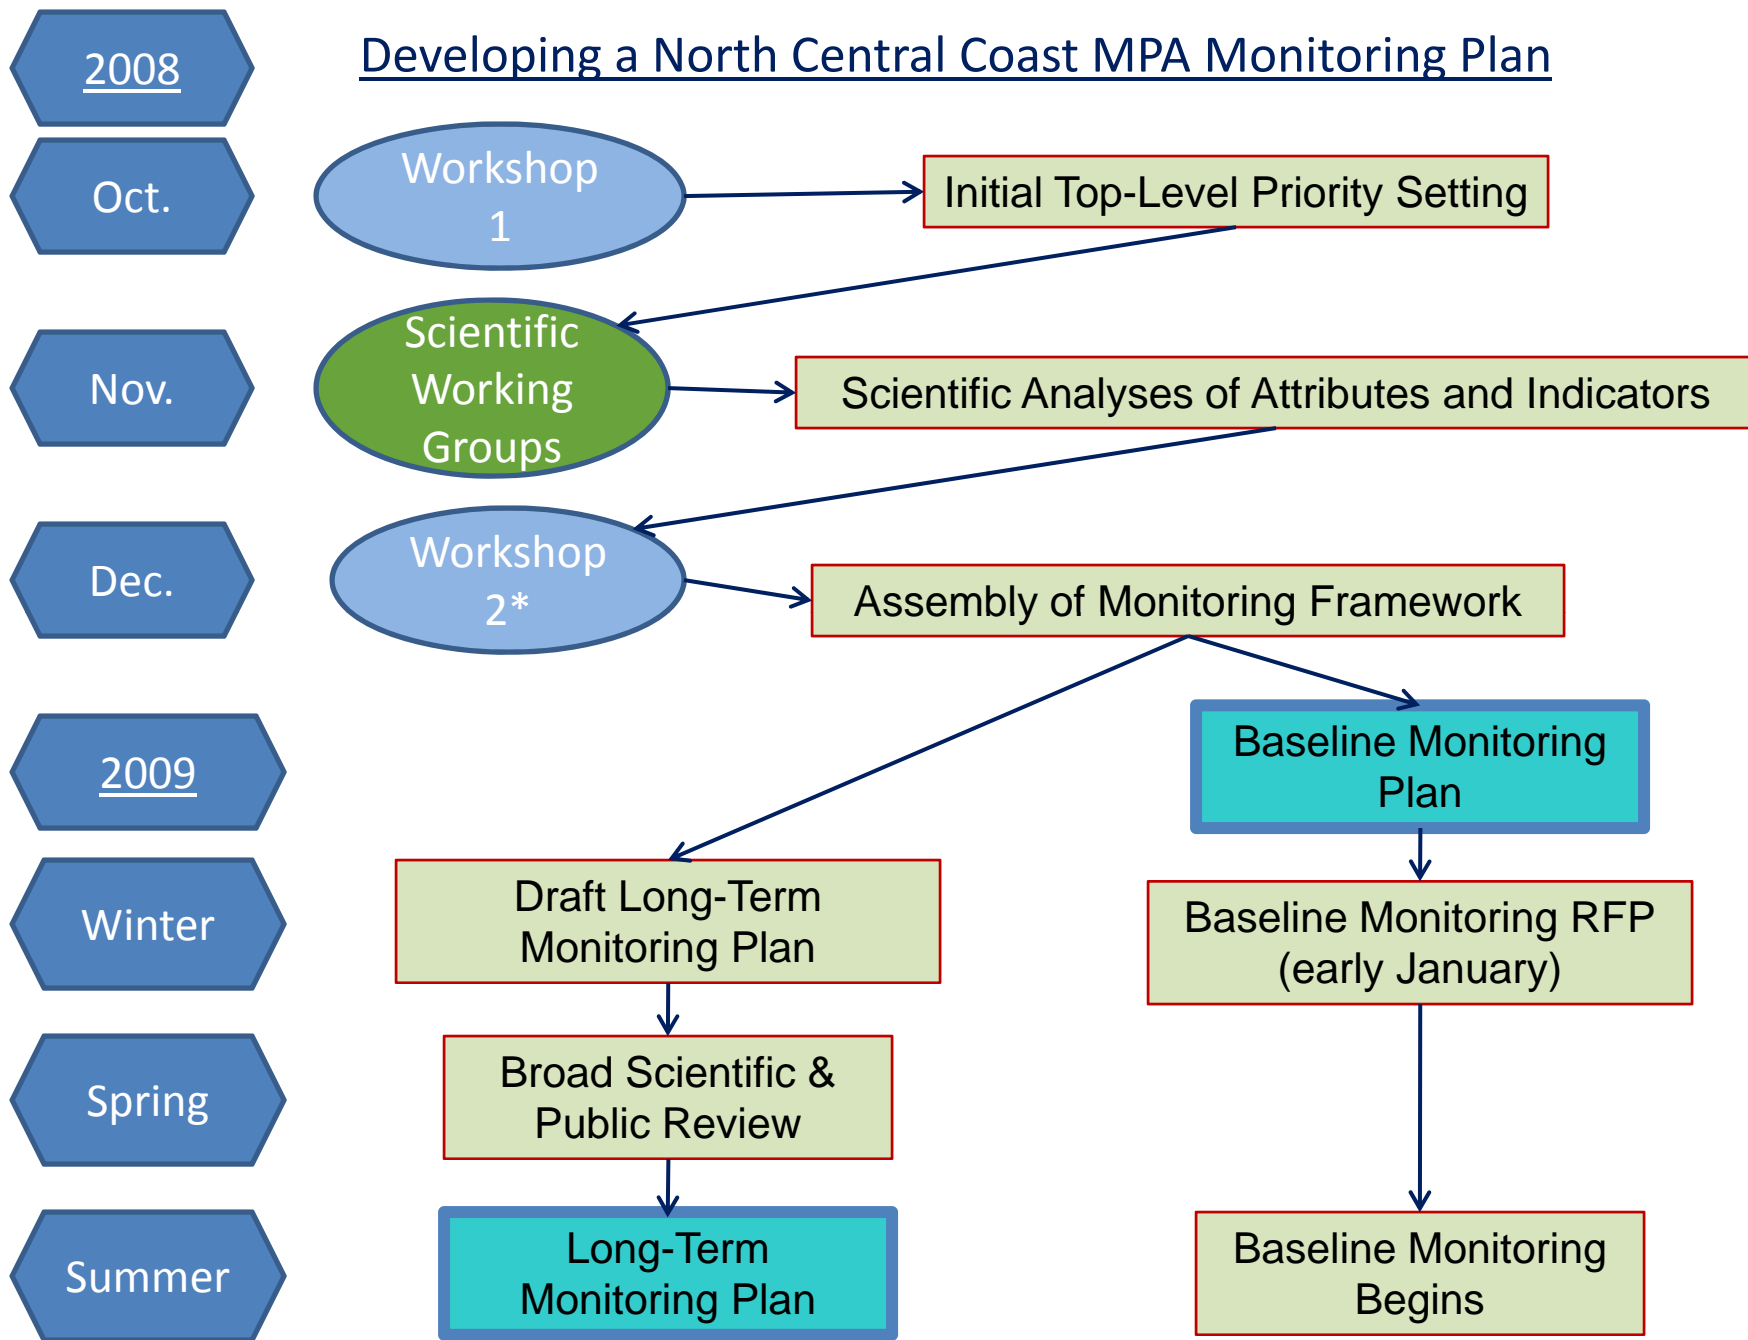 2008
Developing a North Central Coast MPA Monitoring Plan
Oct.
Workshop
1
Initial Top-Level Priority Setting
Nov.
Scientific
Working
Groups
Scientific Analyses of Attributes and Indicators
Dec.
Workshop
2*
Assembly of Monitoring Framework
2009
Baseline Monitoring
Plan
Winter
Draft Long-Term
Monitoring Plan
Baseline Monitoring RFP
(early January)
Spring
Broad Scientific &
Public Review
Summer
Long-Term
Monitoring Plan
Baseline Monitoring
Begins